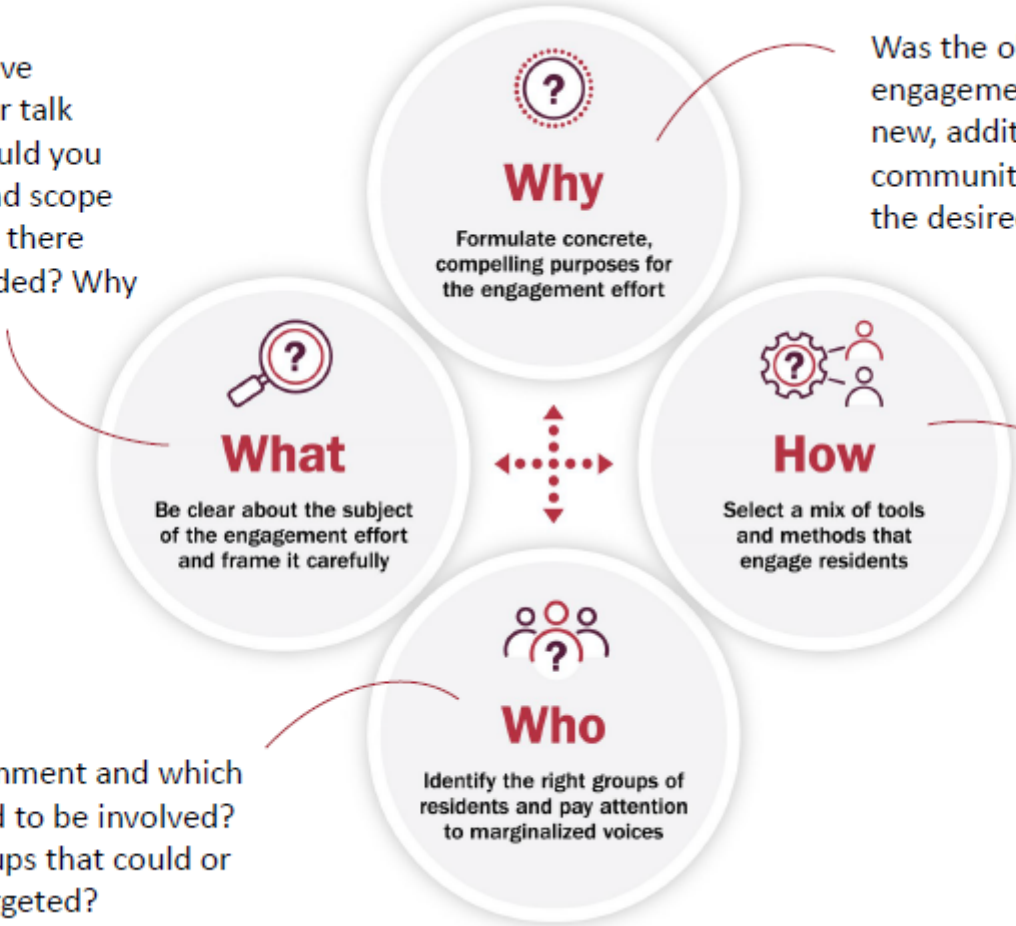 ve
r talk
uld you
d scope
there
ded? Why
Was the o
engageme
new, addit
communit
the desired
?
Why
Formulate concrete,
compelling purposes for
the engagement effort
?
What
Be clear about the subject
of the engagement effort
and frame it carefully
?
How
Select a mix of tools
and methods that
engage residents
?
Who
Identify the right groups of
residents and pay attention
to marginalized voices
nment and which
d to be involved?
ups that could or
rgeted?